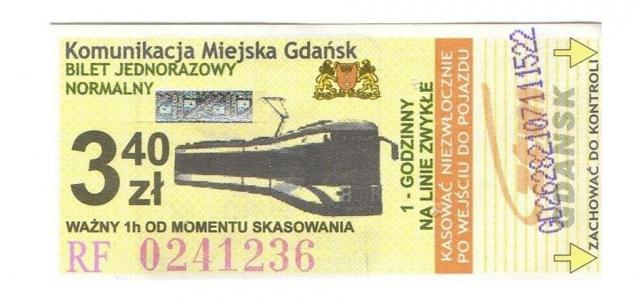 Komunikacja Miejska Gdańsk
BILET JEDNORAZOWY
NORMALNY
3 40 zł
WAŻNY 1h OD MOMENTU SKASOWANIA
RF 0241236
1 - GODZINNY
NA LINIE ZWYKŁE
KASOWAĆ NIEZWŁOCZNIE
PO WEJŚCIU DO POJAZDU
GDAŃSK
ZACHOWAĆ DO KONTROLI